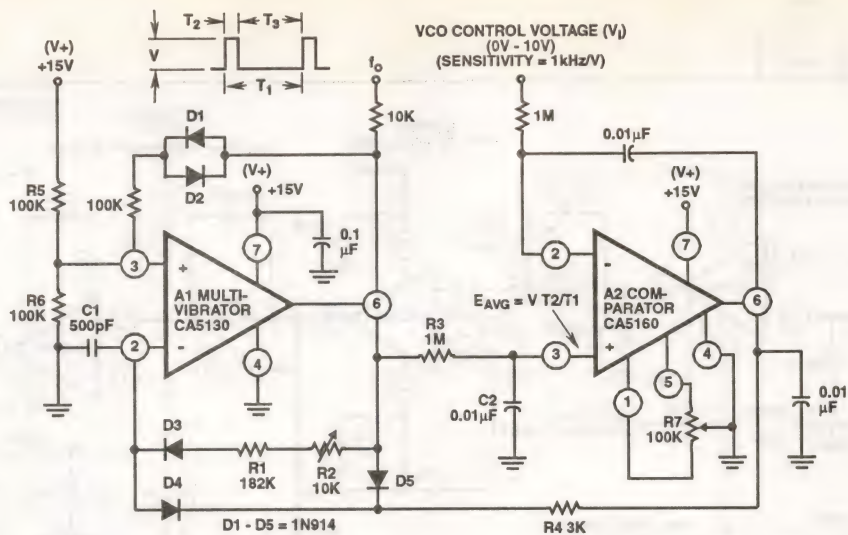 T2
T3
V
T1
fo
VCO CONTROL VOLTAGE (VI)
(0V - 10V)
(SENSITIVITY = 1kHz/V)
(V+)
+15V
D1
D2
10K
1M
0.01µF
R5
100K
100K
(V+)
+15V
0.1
µF
(V+)
+15V
7
3
+
A1 MULTI-
VIBRATOR
CA5130
6
4
R6
100K
C1
500pF
2
-
2
-
7
A2 COM-
PARATOR
CA5160
6
EAVG = V T2/T1
3
+
1
5
4
R3
1M
C2
0.01µF
R7
100K
0.01
µF
D3
R1
182K
R2
10K
D4
D5
D1 - D5 = 1N914
R4 3K